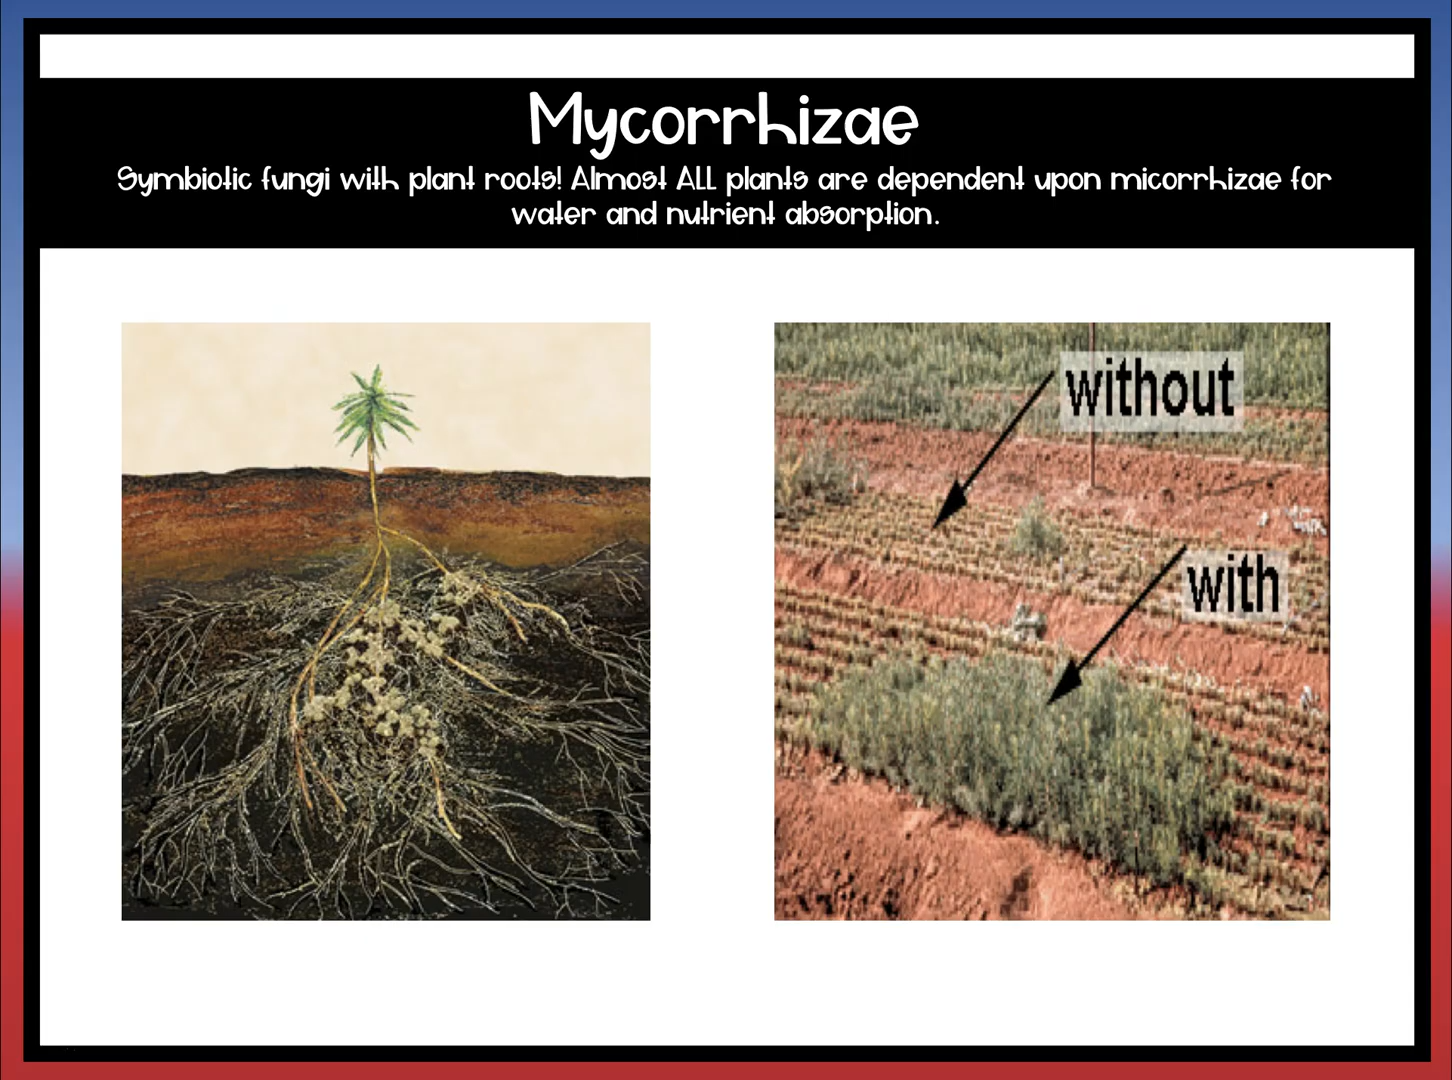 Mycorrhizae
Symbiotic fungi with plant roots! Almost ALL plants are dependent upon micorrhizae for
water and nutrient absorption.
without
with